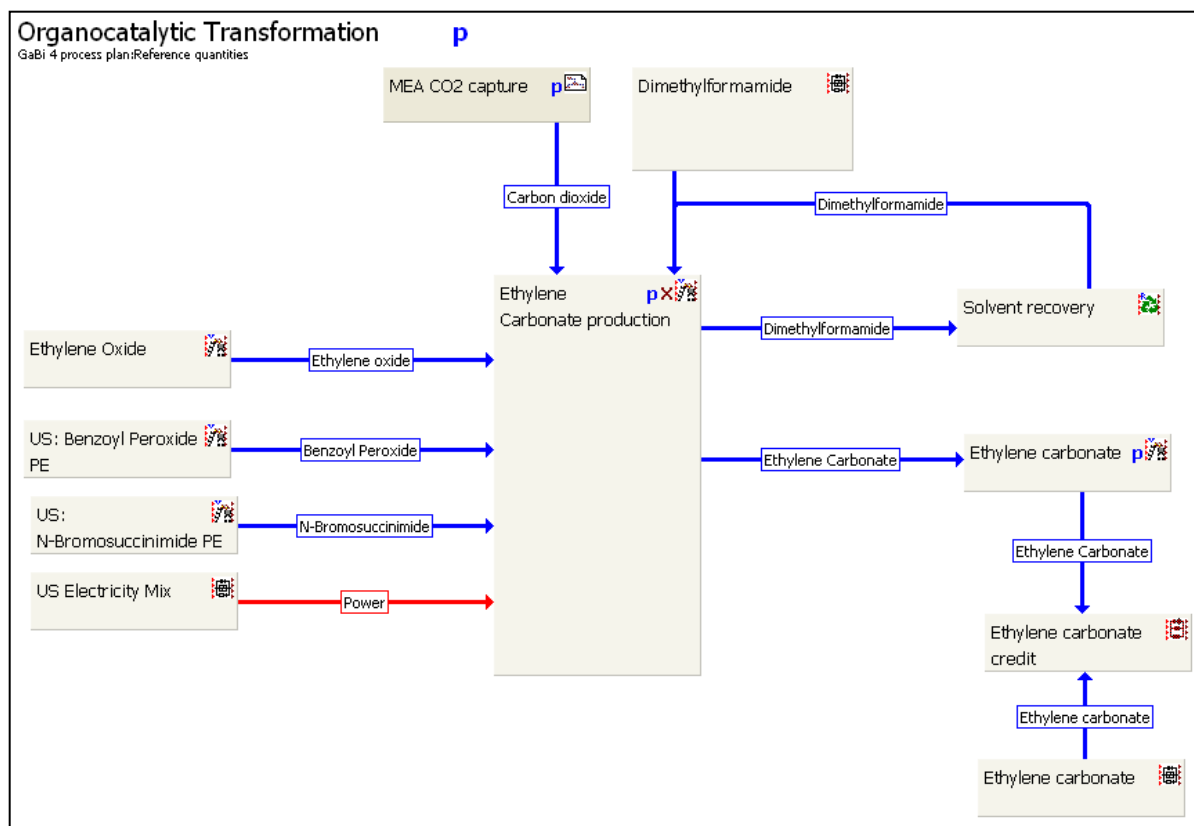 Organocatalytic Transformation p
GaBi 4 process plan:Reference quantities
MEA CO2 capture p
Dimethylformamide
Carbon dioxide
Dimethylformamide
Ethylene
Carbonate production
p
Dimethylformamide
Solvent recovery
Ethylene Oxide
Ethylene oxide
US: Benzoyl Peroxide
PE
Benzoyl Peroxide
Ethylene Carbonate
Ethylene carbonate p
US:
N-Bromosuccinimide PE
N-Bromosuccinimide
Ethylene Carbonate
US Electricity Mix
Power
Ethylene carbonate
credit
Ethylene carbonate
Ethylene carbonate